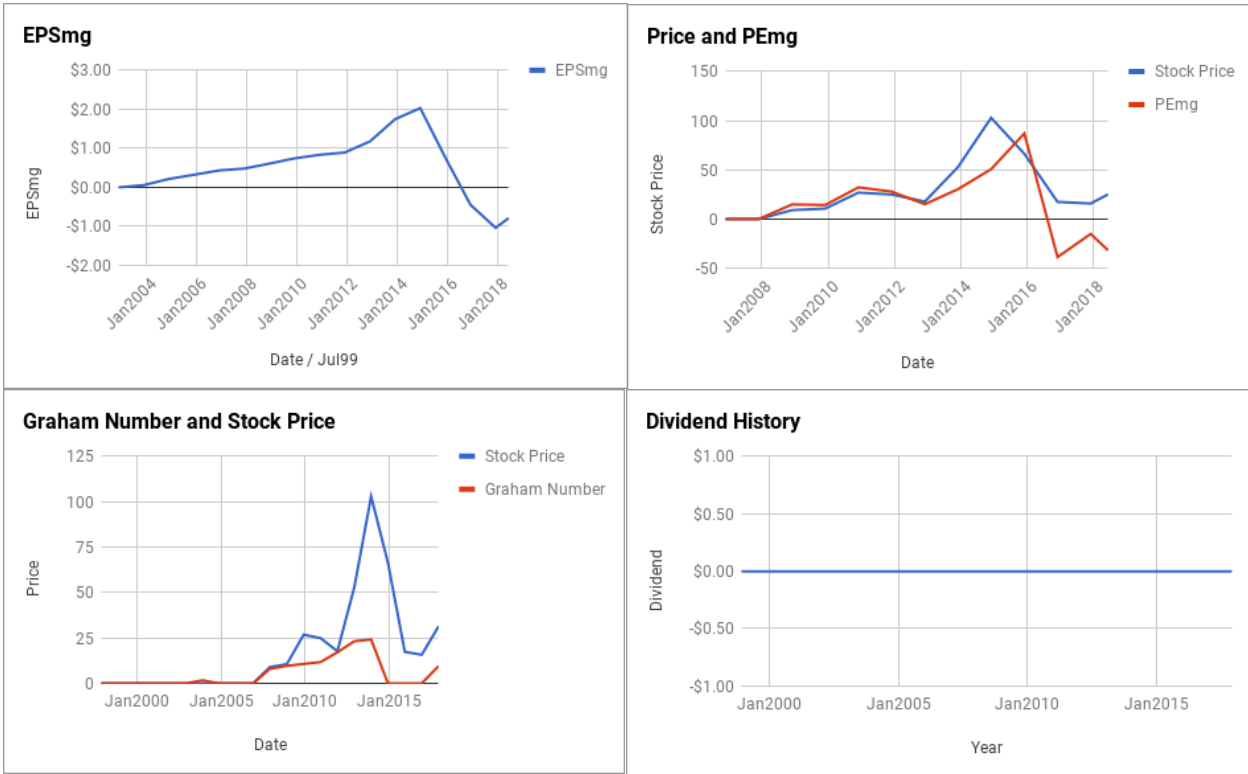 EPSmg
$3.00
EPSmg
$2.00
$1.00
$0.00
-$1.00
-$2.00
EPSmg
Jan2004
Jan2006
Jan2008
Jan2010
Jan2012
Jan2014
Jan2016
Jan2018
Date / Jul99
Price and PEmg
150
Stock Price
PEmg
100
50
0
-50
Stock Price
Jan2008
Jan2010
Jan2012
Jan2014
Jan2016
Jan2018
Date
Graham Number and Stock Price
125
Stock Price
Graham Number
100
75
50
25
0
Price
Jan2000 Jan2005 Jan2010 Jan2015
Date
Dividend History
$1.00
$0.50
$0.00
-$0.50
-$1.00
Dividend
Jan2000 Jan2005 Jan2010 Jan2015
Year